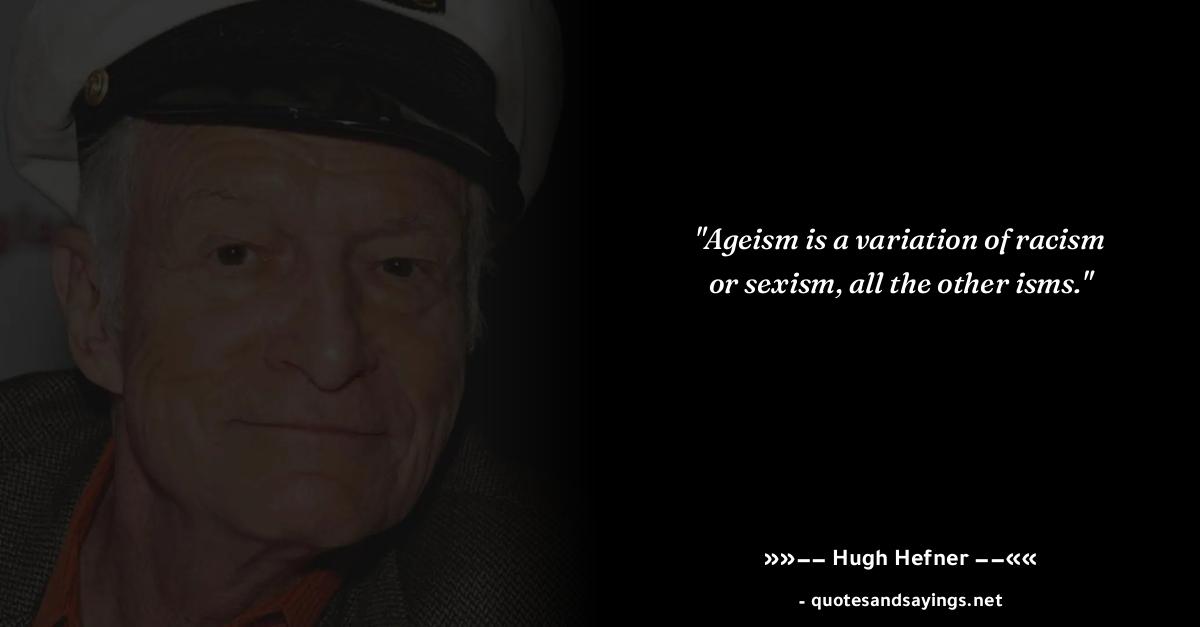 "Ageism is a variation of racism
or sexism, all the other isms."
»»−− Hugh Hefner −−««
- quotesandsayings.net